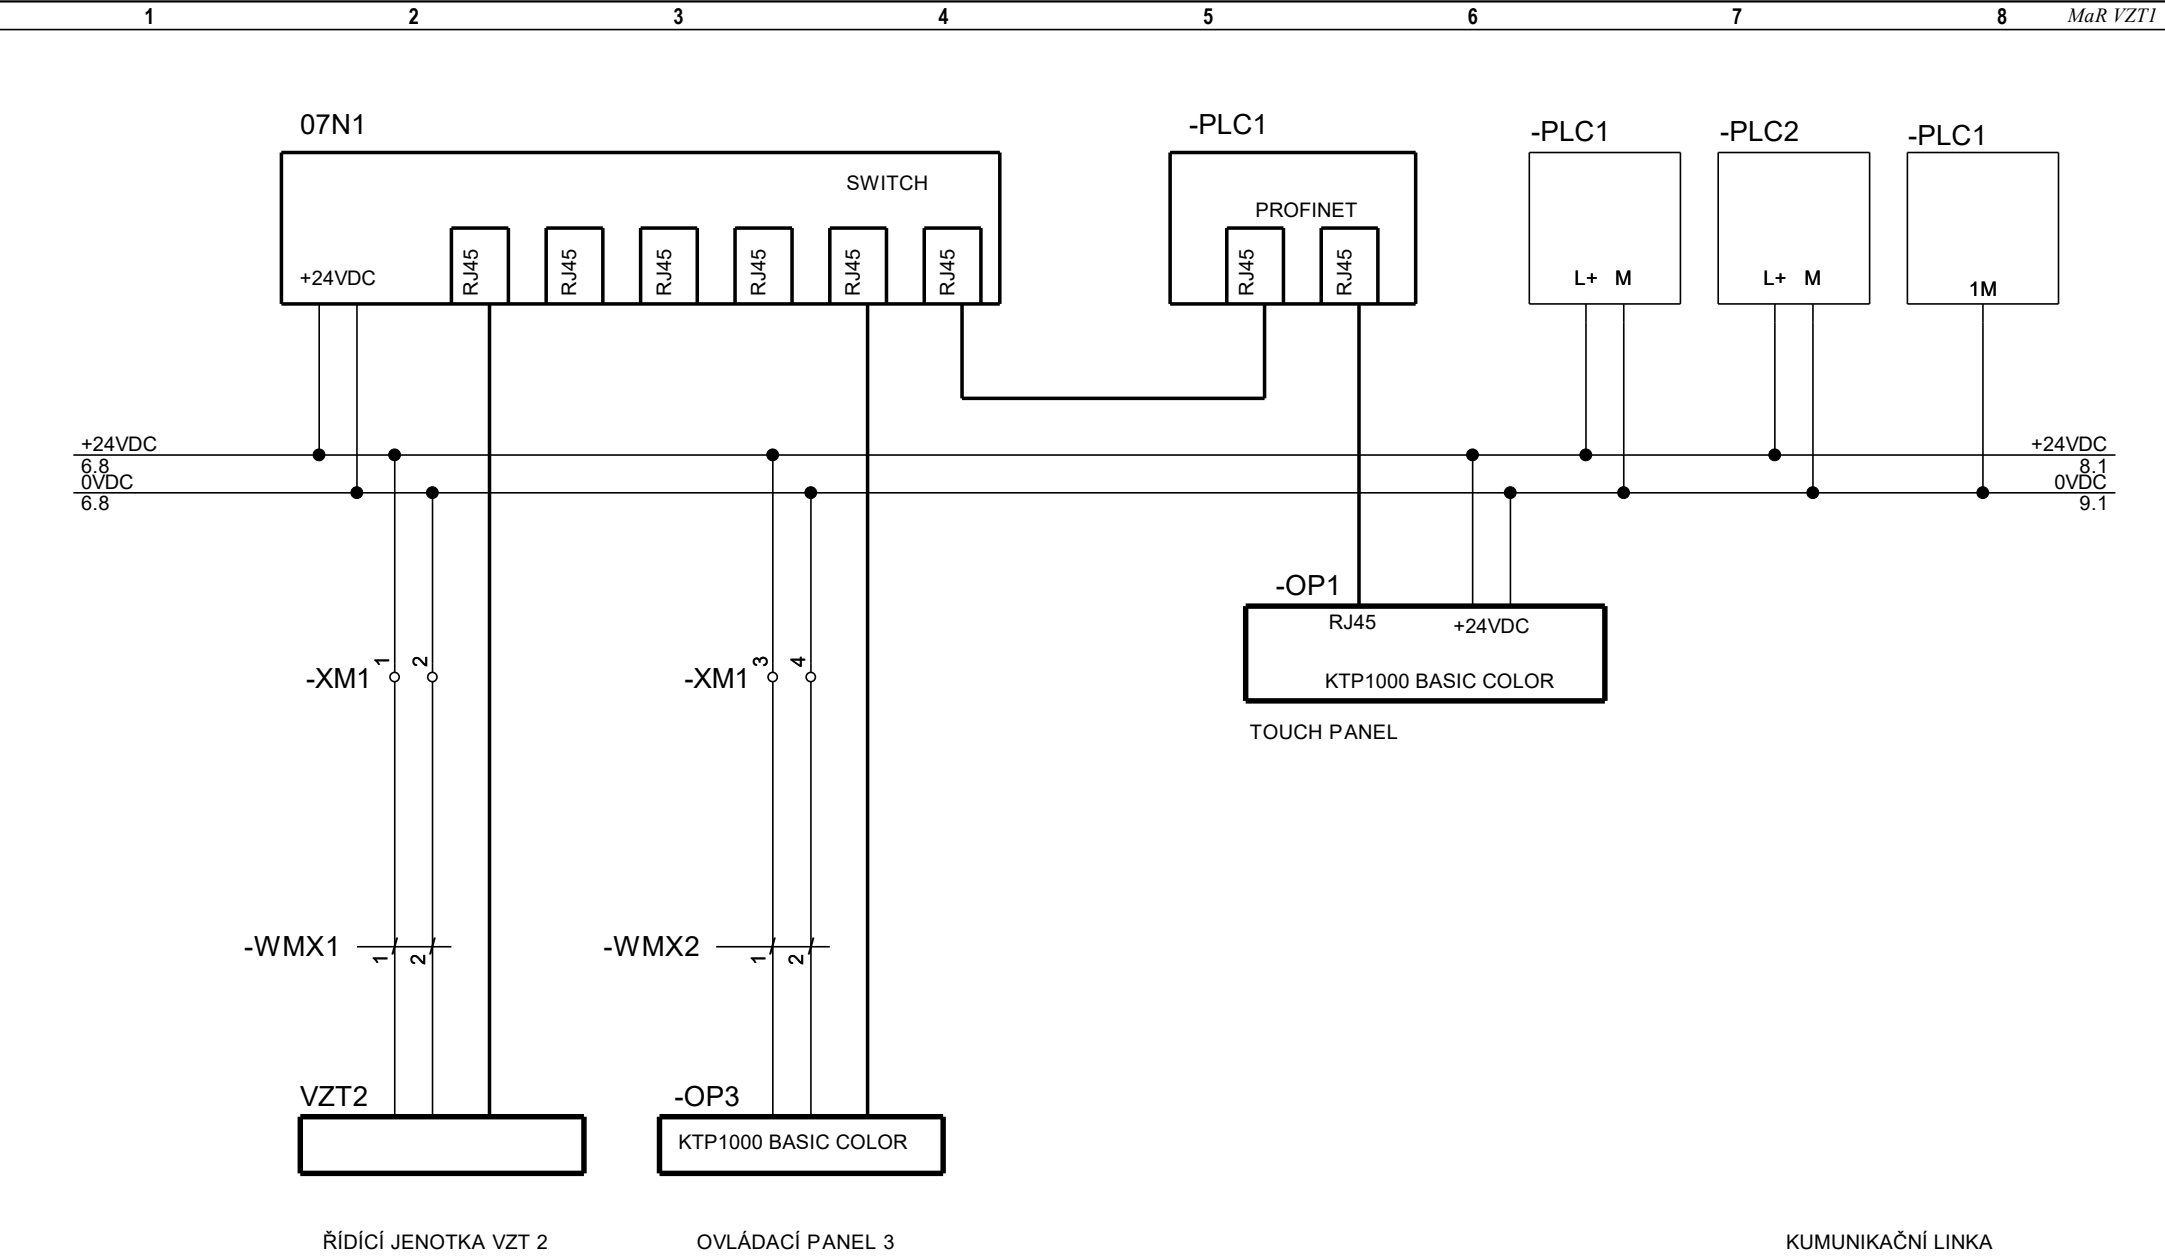 1 2 3 4 5 6 7 8 MaR VZT1
07N1
-PLC1
-PLC1
-PLC2
-PLC1
SWITCH
PROFINET
+24VDC
RJ45
RJ45
RJ45
RJ45
RJ45
RJ45
RJ45
RJ45
L+ M
L+ M
1M
+24VDC
6.8
0VDC
6.8
+24VDC
8.1
0VDC
9.1
-OP1
RJ45
+24VDC
KTP1000 BASIC COLOR
TOUCH PANEL
-XM1 1 2
-XM1 3 4
-WMX1 1 2
-WMX2 1 2
VZT2
-OP3
KTP1000 BASIC COLOR
ŘÍDÍCÍ JENOTKA VZT 2
OVLÁDACÍ PANEL 3
KUMUNIKAČNÍ LINKA